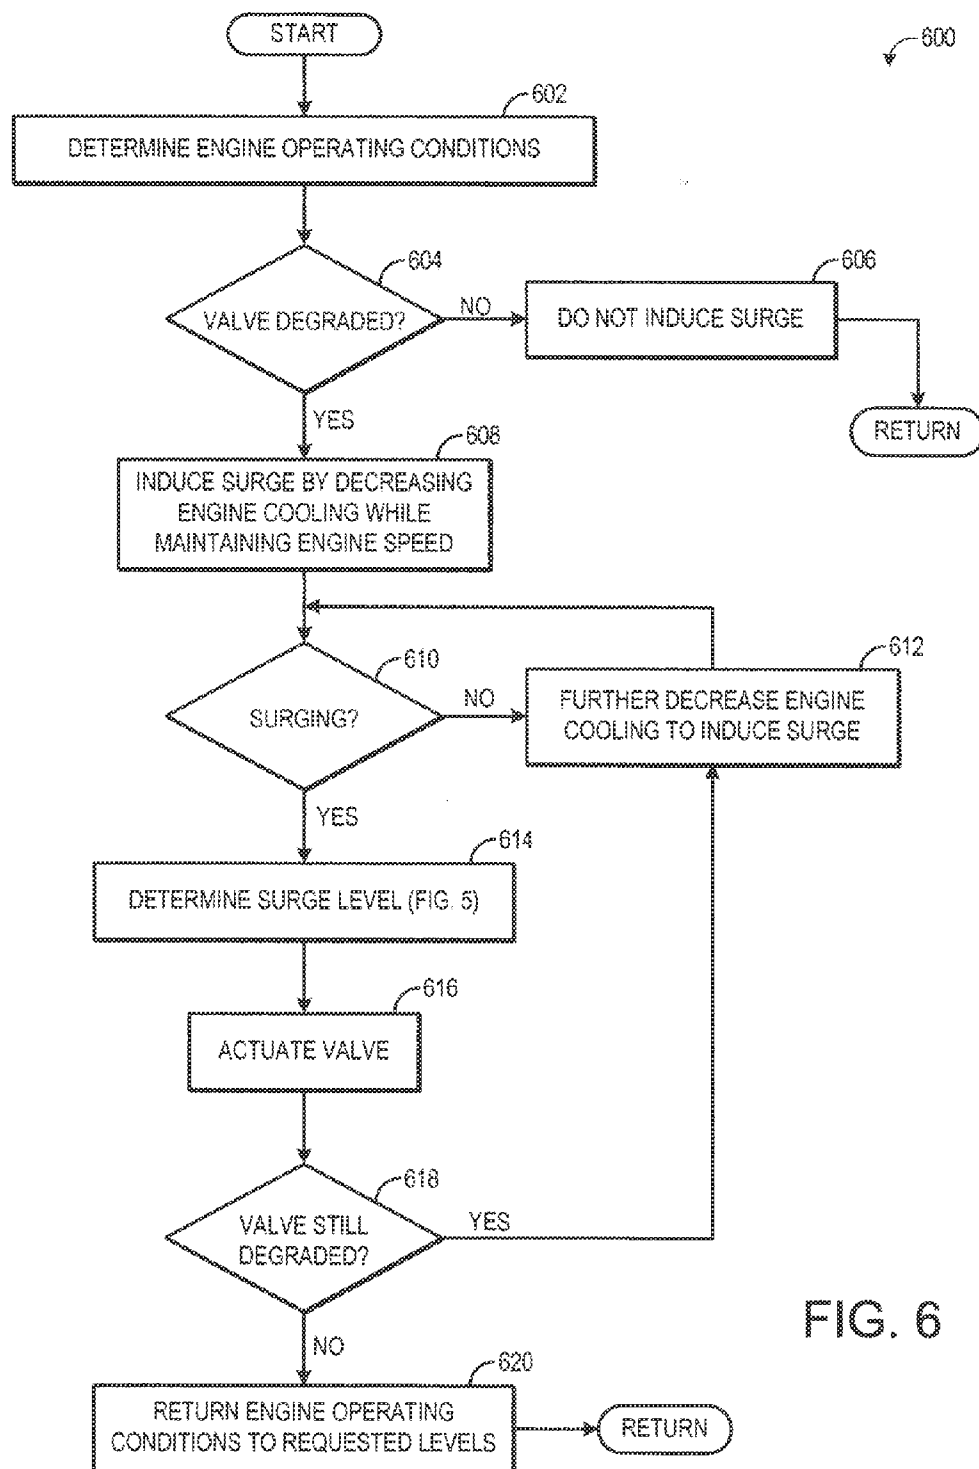 START
600
602
DETERMINE ENGINE OPERATING CONDITIONS
604
VALVE DEGRADED?
NO
606
DO NOT INDUCE SURGE
RETURN
YES
608
INDUCE SURGE BY DECREASING
ENGINE COOLING WHILE
MAINTAINING ENGINE SPEED
610
SURGING?
NO
612
FURTHER DECREASE ENGINE
COOLING TO INDUCE SURGE
YES
614
DETERMINE SURGE LEVEL (FIG. 5)
616
ACTUATE VALVE
618
VALVE STILL
DEGRADED?
YES
NO
620
RETURN ENGINE OPERATING
CONDITIONS TO REQUESTED LEVELS
RETURN
FIG. 6